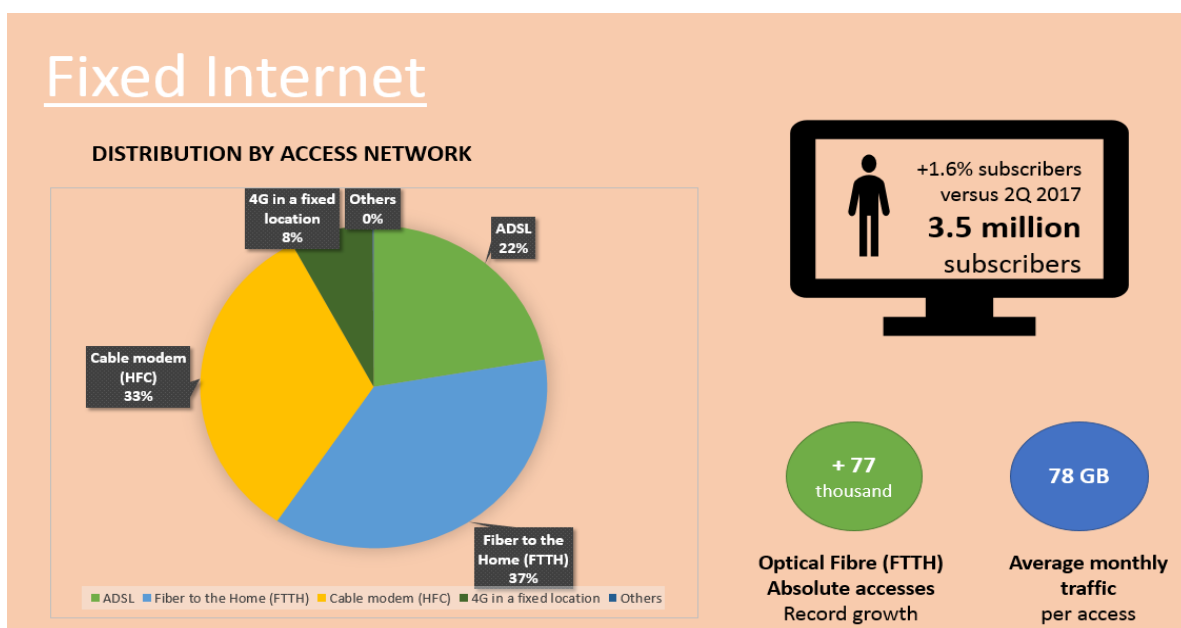 Fixed Internet
DISTRIBUTION BY ACCESS NETWORK
4G in a fixed
location
8%
Others
0%
ADSL
22%
Cable modem
(HFC)
33%
Fiber to the
Home (FTTH)
37%
ADSL Fiber to the Home (FTTH) Cable modem (HFC) 4G in a fixed location Others
+1.6% subscribers
versus 2Q 2017
3.5 million
subscribers
+ 77
thousand
Optical Fibre (FTTH)
Absolute accesses
Record growth
78 GB
Average monthly
traffic
per access